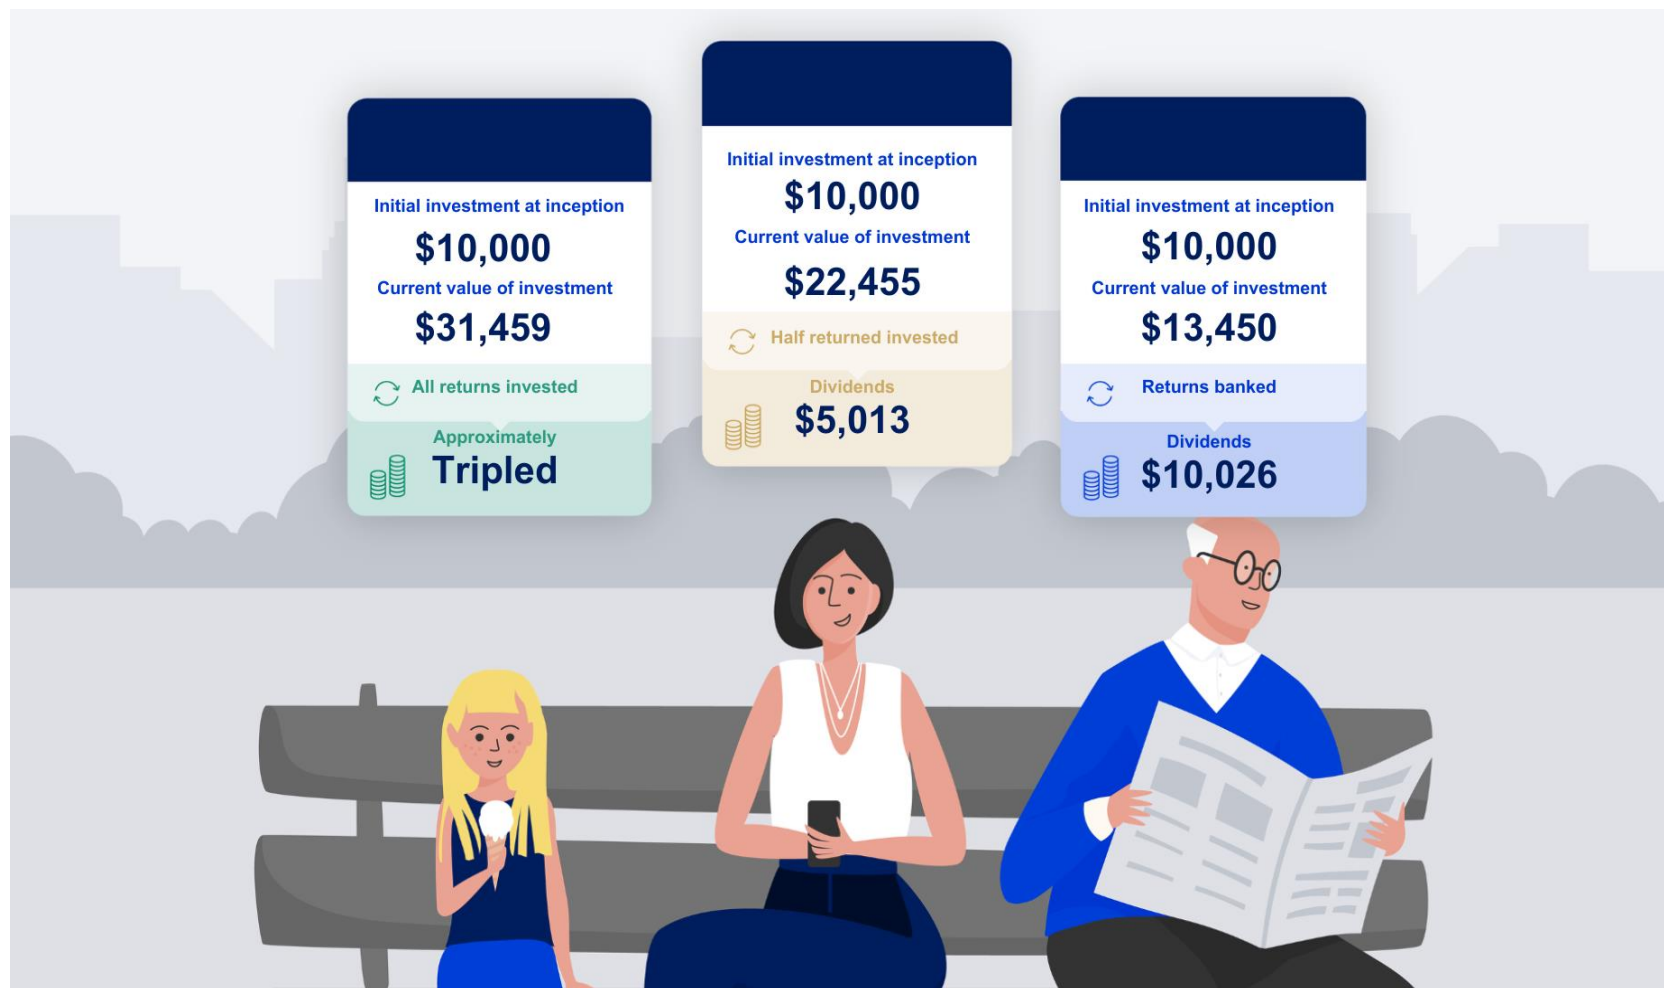 Initial investment at inception
$10,000
Current value of investment
$31,459
All returns invested
Approximately
Tripled
Initial investment at inception
$10,000
Current value of investment
$22,455
Half returned invested
Dividends
$5,013
Initial investment at inception
$10,000
Current value of investment
$13,450
Returns banked
Dividends
$10,026